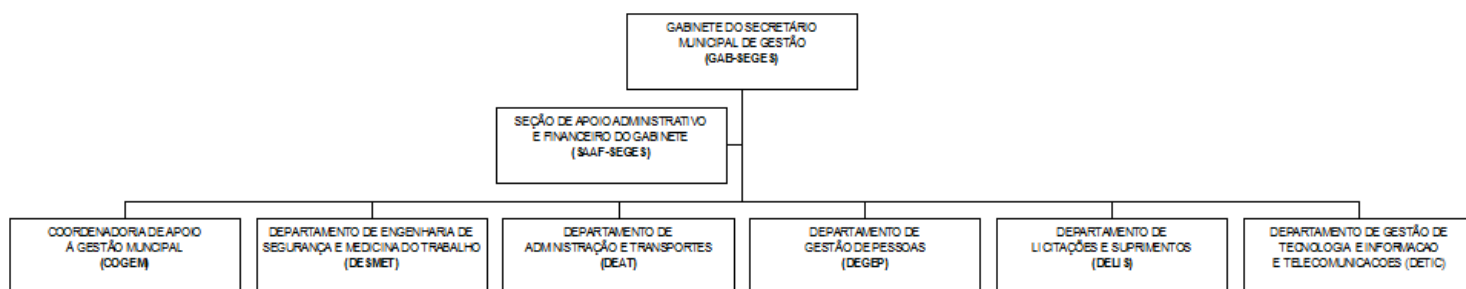 GABINETE DO SECRETÁRIO
MUNICIPAL DE GESTÃO
(GAB-SEGES)
SEÇÃO DE APOIO ADMINISTRATIVO
E FINANCEIRO DO GABINETE
(SAAF-SEGES)
COORDENADORIA DE APOIO
À GESTÃO MUNCIPAL
(COGEM)
DEPARTAMENTO DE ENGENHARIA DE
SEGURANÇA E MEDICINA DO TRABALHO
(DESMET)
DEPARTAMENTO DE
ADMINISTRAÇÃO E TRANSPORTES
(DEAT)
DEPARTAMENTO DE
GESTÃO DE PESSOAS
(DEGEP)
DEPARTAMENTO DE
LICITAÇÕES E SUPRIMENTOS
(DELIS)
DEPARTAMENTO DE GESTÃO DE
TECNOLOGIA E INFORMACAO
E TELECOMUNICACOES (DETIC)